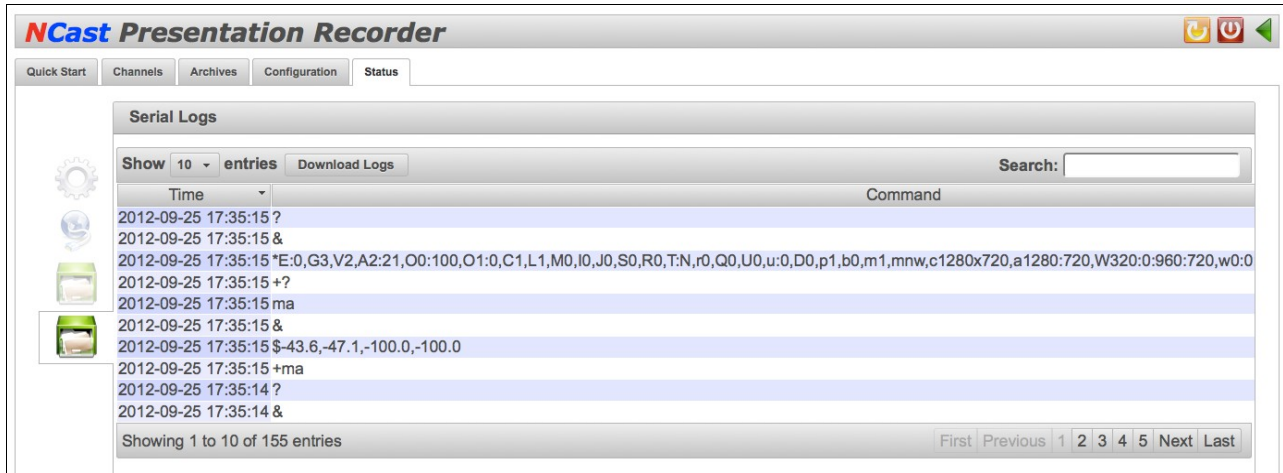 NCast Presentation Recorder
Quick Start Channels Archives Configuration Status
Serial Logs
Show 10 entries Download Logs Search:
Time Command
2012-09-25 17:35:15 ?
2012-09-25 17:35:15 &
2012-09-25 17:35:15 *E:0,G3,V2,A2:21,O0:100,O1:0,C1,L1,M0,I0,J0,S0,R0,T:N,r0,Q0,U0,u:0,D0,p1,b0,m1,mnw,c1280x720,a1280:720,W320:0:960:720,w0:0
2012-09-25 17:35:15 +?
2012-09-25 17:35:15 ma
2012-09-25 17:35:15 &
2012-09-25 17:35:15 $-43.6,-47.1,-100.0,-100.0
2012-09-25 17:35:15 +ma
2012-09-25 17:35:14 ?
2012-09-25 17:35:14 &
Showing 1 to 10 of 155 entries First Previous 1 2 3 4 5 Next Last